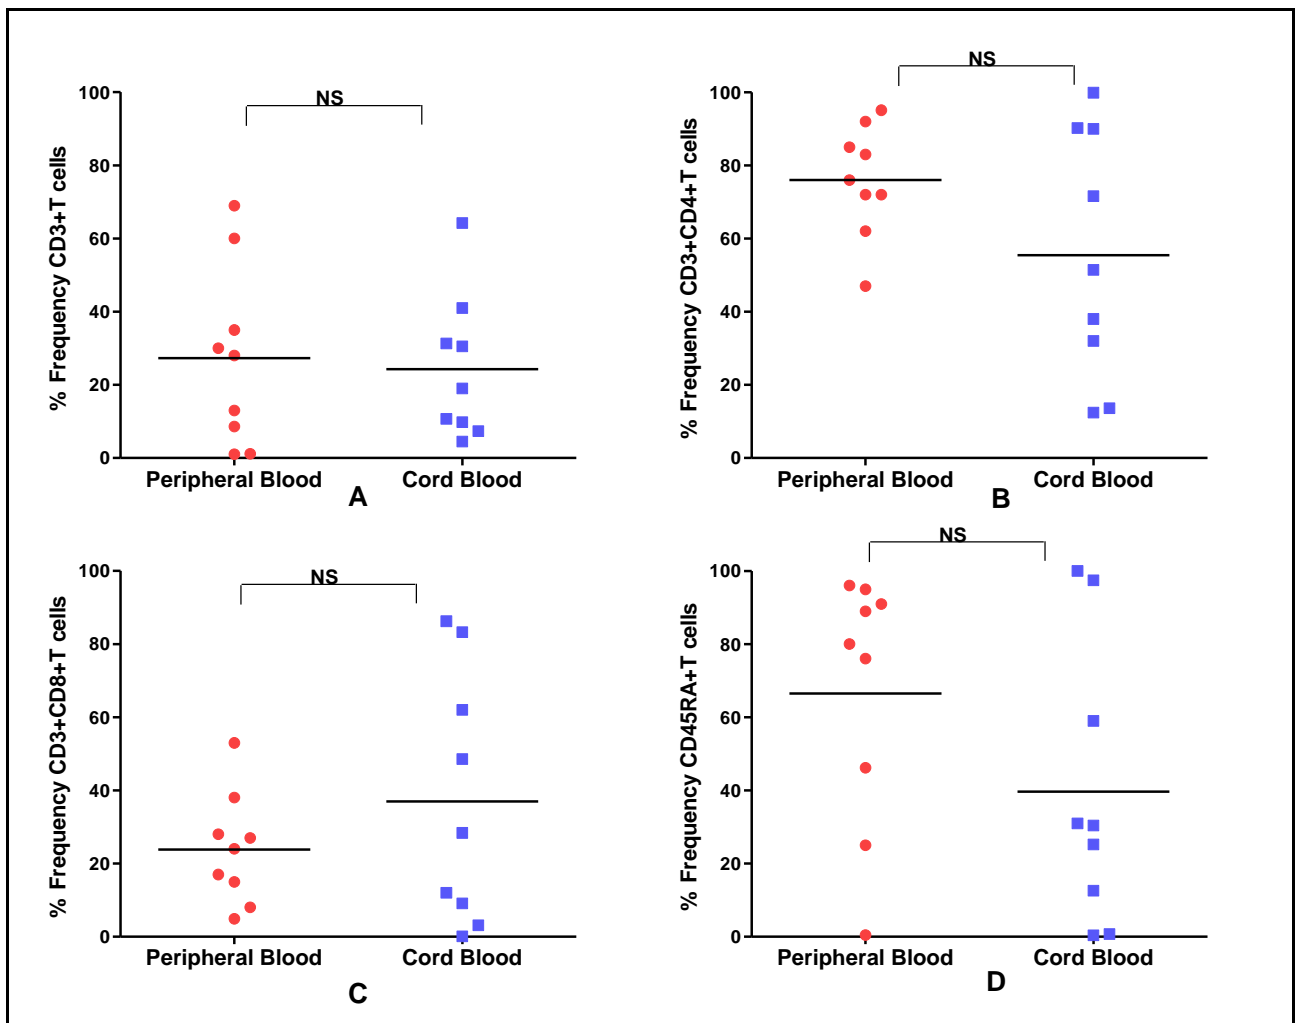 NS
100
80
60
40
20
0
% Frequency CD3+T cells
Peripheral Blood
Cord Blood
A
NS
100
80
60
40
20
0
% Frequency CD3+CD4+T cells
Peripheral Blood
Cord Blood
B
NS
100
80
60
40
20
0
% Frequency CD3+CD8+T cells
Peripheral Blood
Cord Blood
C
NS
100
80
60
40
20
0
% Frequency CD45RA+T cells
Peripheral Blood
Cord Blood
D